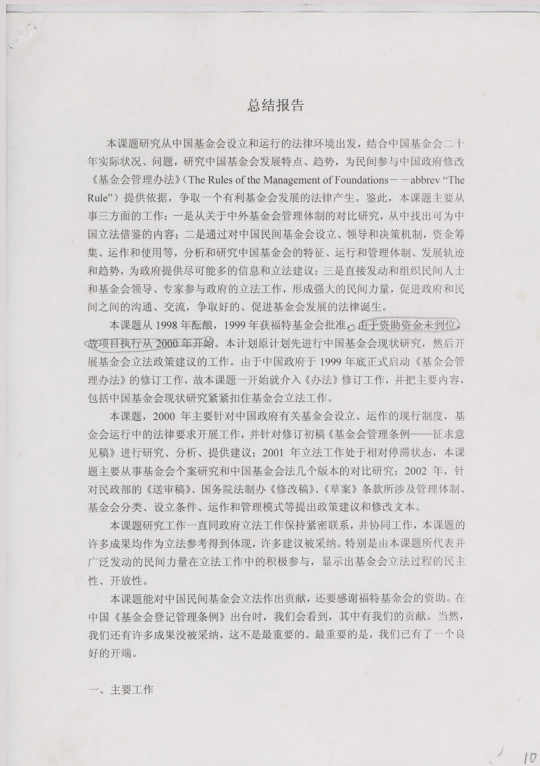 总结报告
本课题研究从中国基金会设立和运行的法律环境出发，结合中国基金会二十
年实际状况、问题，研究中国基金会发展特点、趋势，为民间参与中国政府修改
《基金会管理办法》（The Rules of the Management of Foundations－－abbrev “The
Rule”）提供依据，争取一个有利基金会发展的法律产生。鉴此，本课题主要从
事三方面的工作：一是从关于中外基金会管理体制的对比研究，从中找出可为中
国立法借鉴的内容；二是通过对中国民间基金会设立、领导和决策机制，资金筹
集、运作和使用等，分析和研究中国基金会的特征、运行和管理体制、发展轨迹
和趋势，为政府提供尽可能多的信息和立法建议；三是直接发动和组织民间人士
和基金会领导、专家参与政府的立法工作，形成强大的民间力量，促进政府和民
间之间的沟通、交流，争取好的、促进基金会发展的法律诞生。
本课题从 1998 年酝酿，1999 年获福特基金会批准。由于资助资金未到位，
故项目执行从 2000 年开始。本计划原计划先进行中国基金会现状研究，然后开
展基金会立法政策建议的工作。由于中国政府于 1999 年底正式启动《基金会管
理办法》的修订工作，故本课题一开始就介入《办法》修订工作，并把主要内容，
包括中国基金会现状研究紧紧扣住基金会立法工作。
本课题，2000 年主要针对中国政府有关基金会设立、运作的现行制度，基
金会运行中的法律要求开展工作，并针对修订初稿《基金会管理条例——征求意
见稿》进行研究、分析、提供建议；2001 年立法工作处于相对停滞状态，本课
题主要从事基金会个案研究和中国基金会法几个版本的对比研究；2002 年，针
对民政部的《送审稿》、国务院法制办《修改稿》、《草案》条款所涉及管理体制、
基金会分类、设立条件、运作和管理模式等提出政策建议和修改文本。
本课题研究工作一直同政府立法工作保持紧密联系，并协同工作，本课题的
许多成果均作为立法参考得到体现，许多建议被采纳。特别是由本课题所代表并
广泛发动的民间力量在立法工作中的积极参与，显示出基金会立法过程的民主
性、开放性。
本课题能对中国民间基金会立法作出贡献，还要感谢福特基金会的资助。在
中国《基金会登记管理条例》出台时，我们会看到，其中有我们的贡献。当然，
我们还有许多成果没被采纳，这不是最重要的。最重要的是，我们已有了一个良
好的开端。
一、主要工作
10